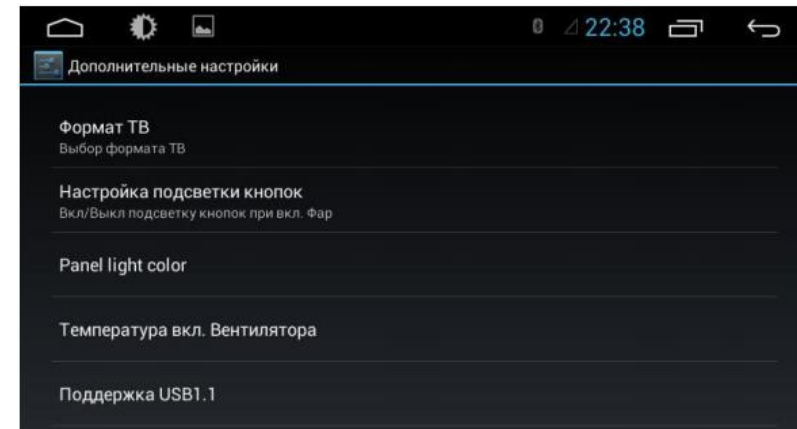 22:38
Дополнительные настройки
Формат ТВ
Выбор формата ТВ
Настройка подсветки кнопок
Вкл/Выкл подсветку кнопок при вкл. Фар
Panel light color
Температура вкл. Вентилятора
Поддержка USB1.1